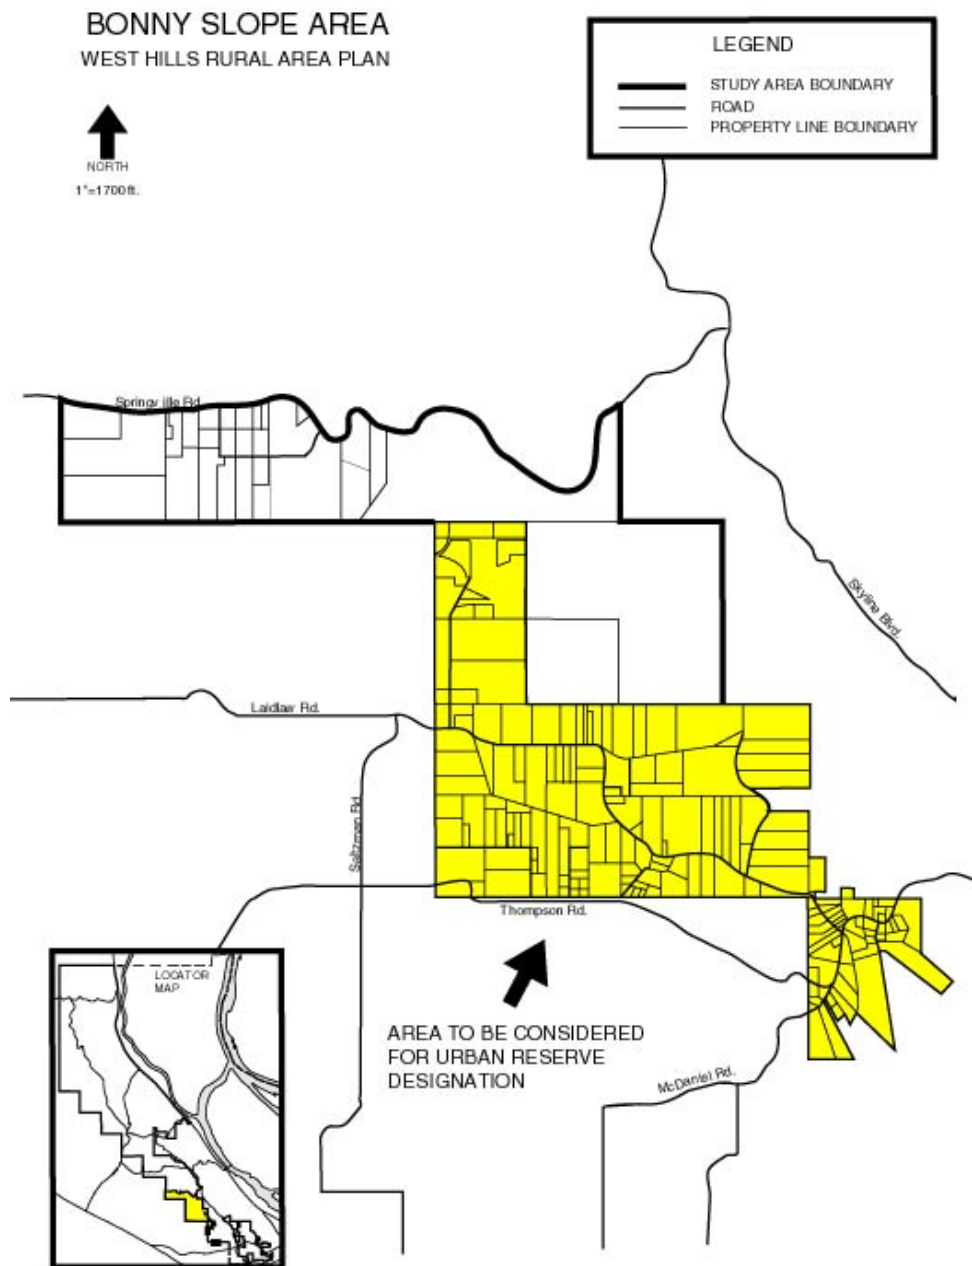 BONNY SLOPE AREA
WEST HILLS RURAL AREA PLAN
NORTH
1"=1700ft.
LEGEND
STUDY AREA BOUNDARY
ROAD
PROPERTY LINE BOUNDARY
Springville Rd.
Skyline Blvd.
Laidlaw Rd.
Saltzman Rd.
Thompson Rd.
LOCATOR
MAP
AREA TO BE CONSIDERED
FOR URBAN RESERVE
DESIGNATION
McDaniel Rd.